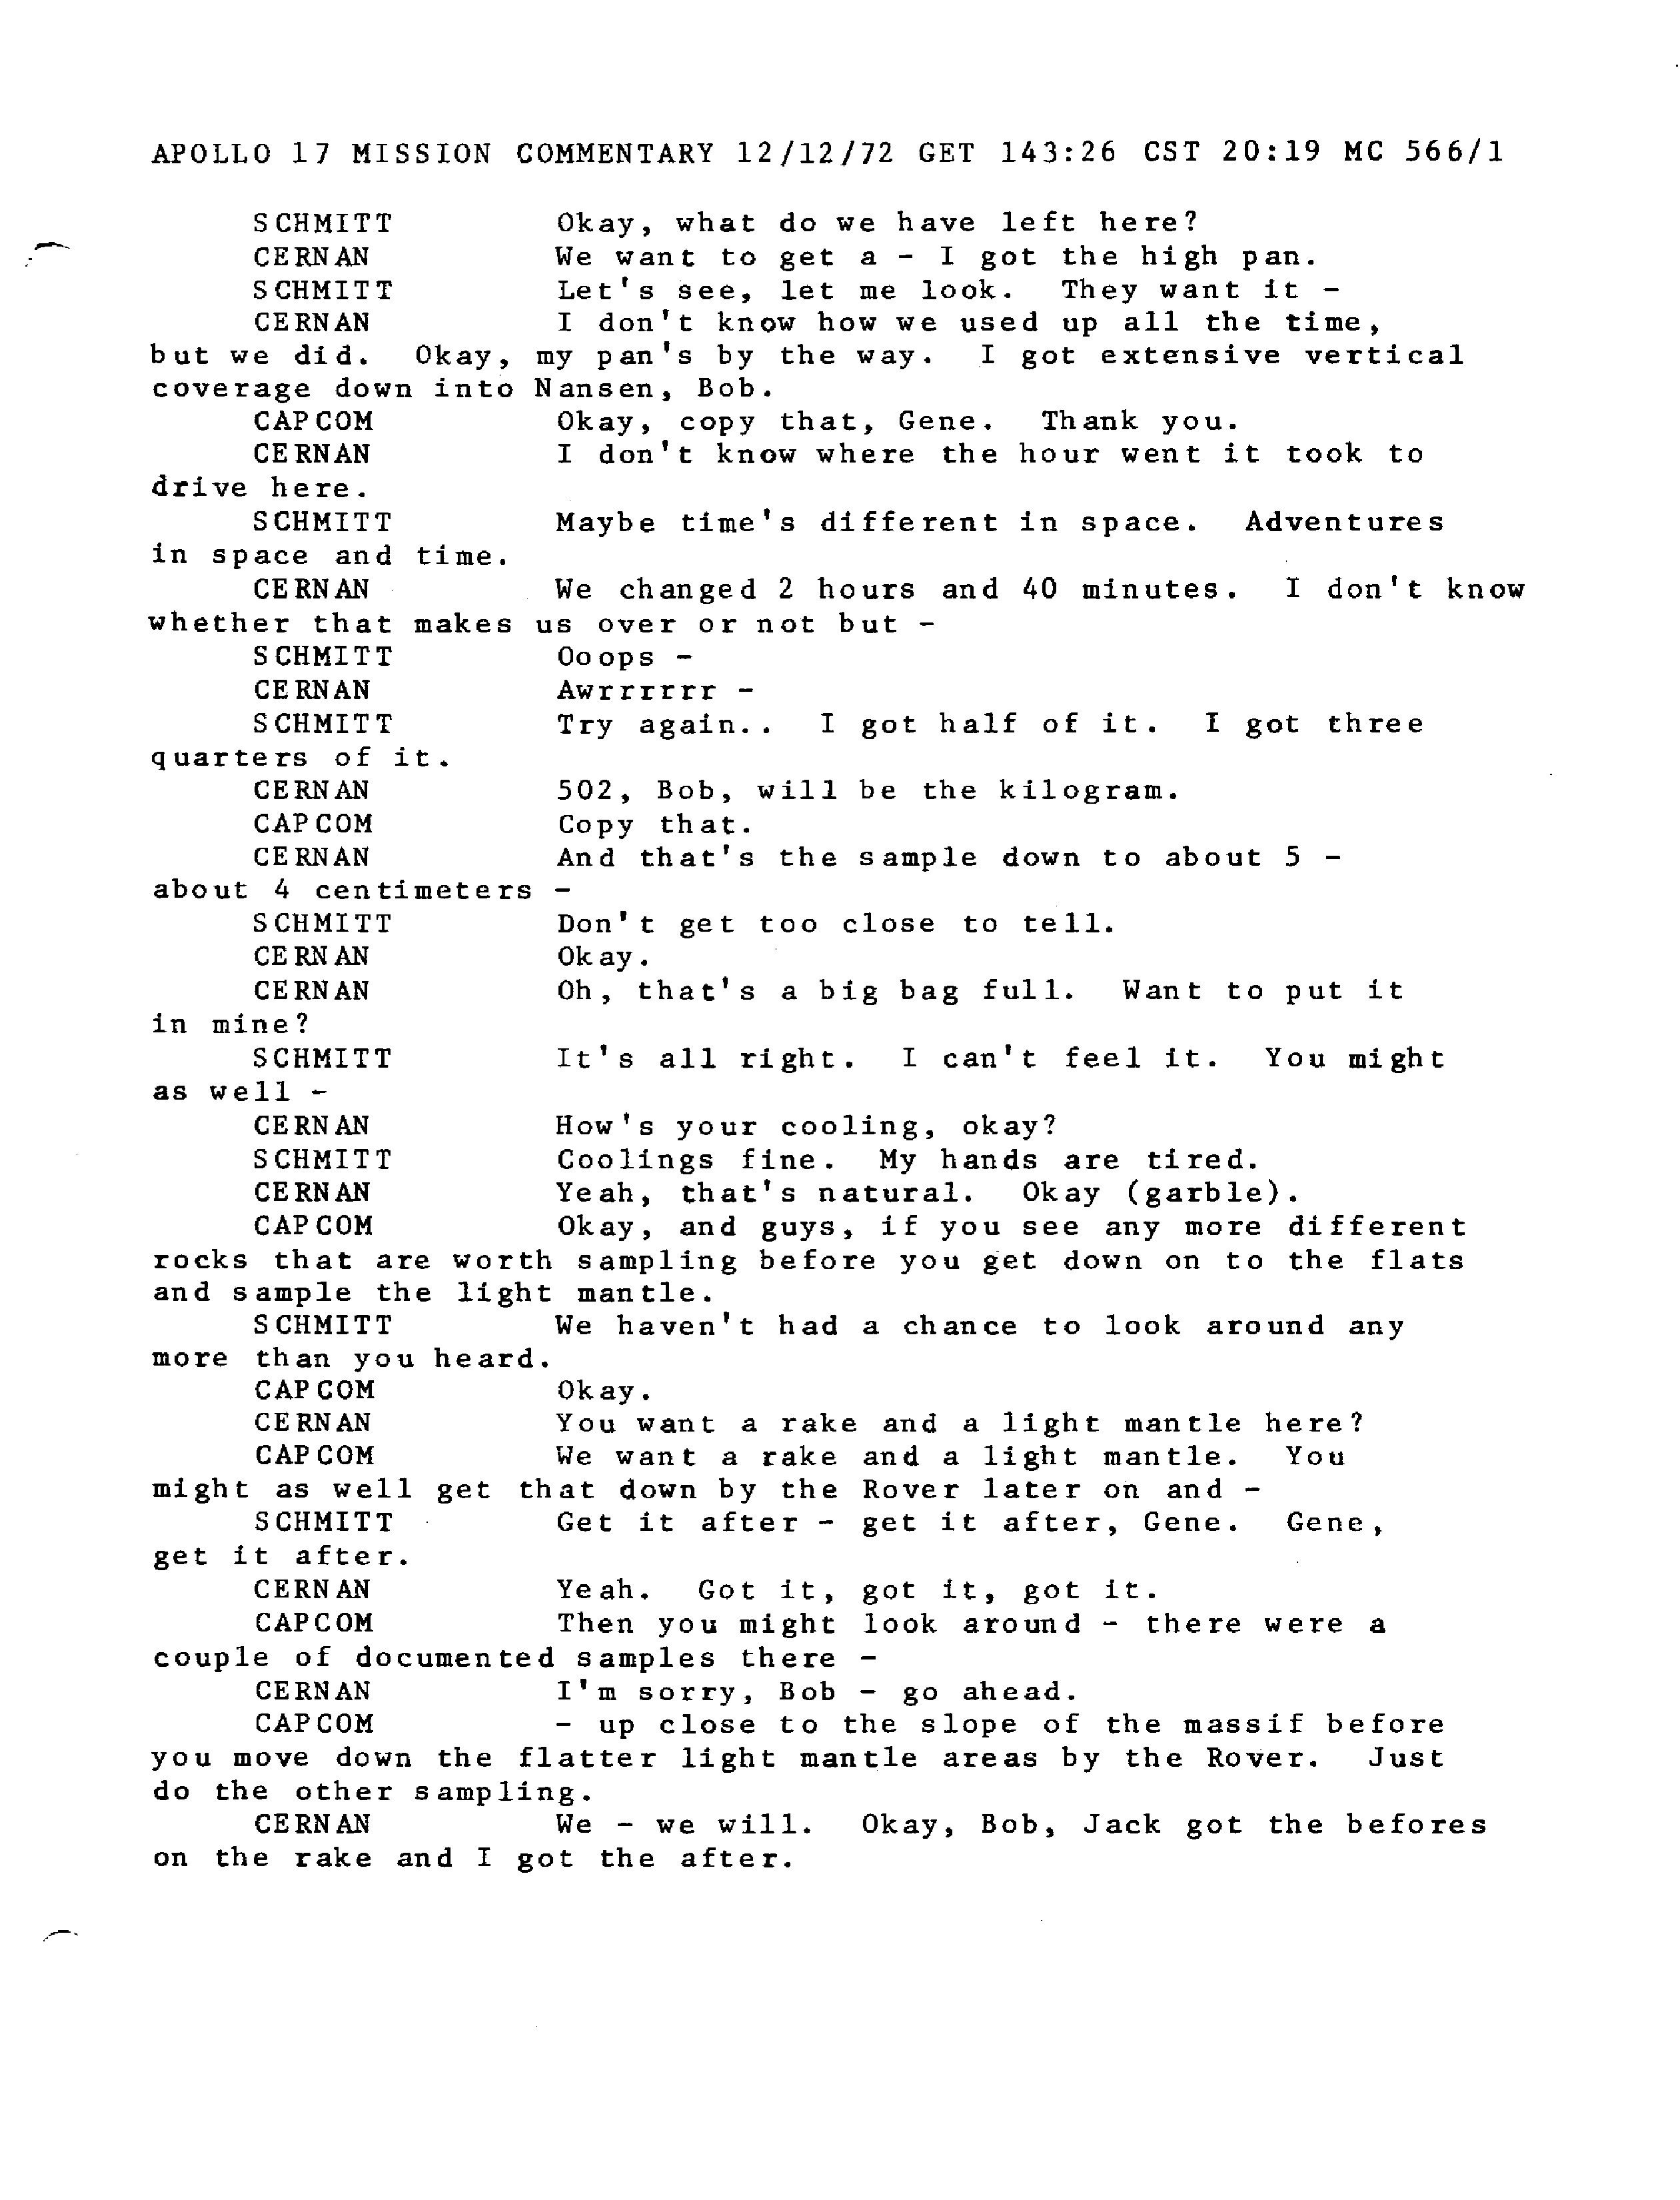 APOLLO 17 MISSION COMMENTARY 12/12/72 GET 143:26 CST 20:19 MC 566/1
SCHMITT Okay, what do we have left here?
CERNAN We want to get a - I got the high pan.
SCHMITT Let's see, let me look. They want it -
CERNAN I don't know how we used up all the time,
but we did. Okay, my pan's by the way. I got extensive vertical
coverage down into Nansen, Bob.
CAPCOM Okay, copy that, Gene. Thank you.
CERNAN I don't know where the hour went it took to
drive here.
SCHMITT Maybe time's different in space. Adventures
in space and time.
CERNAN We changed 2 hours and 40 minutes. I don't know
whether that makes us over or not but -
SCHMITT Ooops -
CERNAN Awrrrrrr -
SCHMITT Try again.. I got half of it. I got three
quarters of it.
CERNAN 502, Bob, will be the kilogram.
CAPCOM Copy that.
CERNAN And that's the sample down to about 5 -
about 4 centimeters -
SCHMITT Don't get too close to tell.
CERNAN Okay.
CERNAN Oh, that's a big bag full. Want to put it
in mine?
SCHMITT It's all right. I can't feel it. You might
as well -
CERNAN How's your cooling, okay?
SCHMITT Coolings fine. My hands are tired.
CERNAN Yeah, that's natural. Okay (garble).
CAPCOM Okay, and guys, if you see any more different
rocks that are worth sampling before you get down on to the flats
and sample the light mantle.
SCHMITT We haven't had a chance to look around any
more than you heard.
CAPCOM Okay.
CERNAN You want a rake and a light mantle here?
CAPCOM We want a rake and a light mantle. You
might as well get that down by the Rover later on and -
SCHMITT Get it after - get it after, Gene. Gene,
get it after.
CERNAN Yeah. Got it, got it, got it.
CAPCOM Then you might look around - there were a
couple of documented samples there -
CERNAN I'm sorry, Bob - go ahead.
CAPCOM - up close to the slope of the massif before
you move down the flatter light mantle areas by the Rover. Just
do the other sampling.
CERNAN We - we will. Okay, Bob, Jack got the befores
on the rake and I got the after.